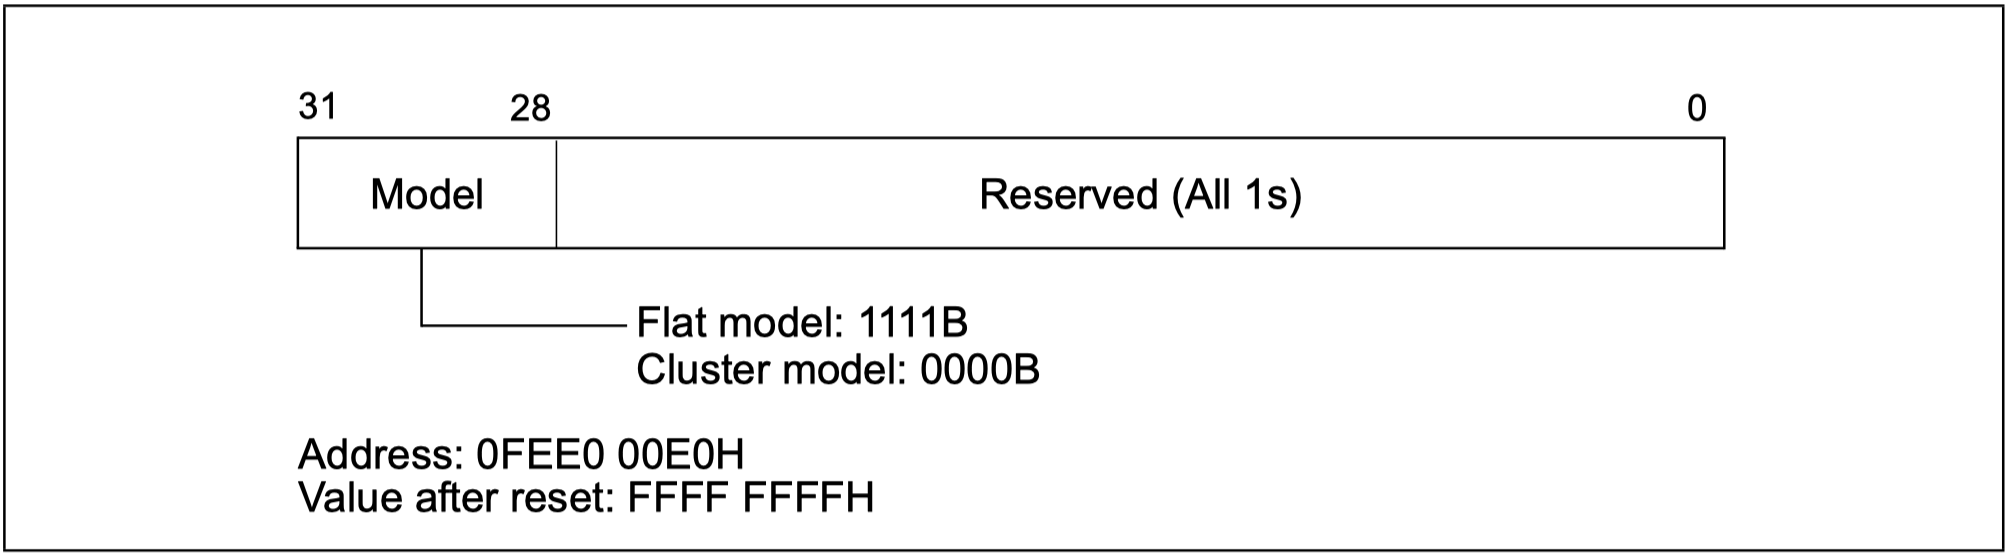 31 28 0
Model Reserved (All 1s)
Flat model: 1111B
Cluster model: 0000B
Address: 0FEE0 00E0H
Value after reset: FFFF FFFFH